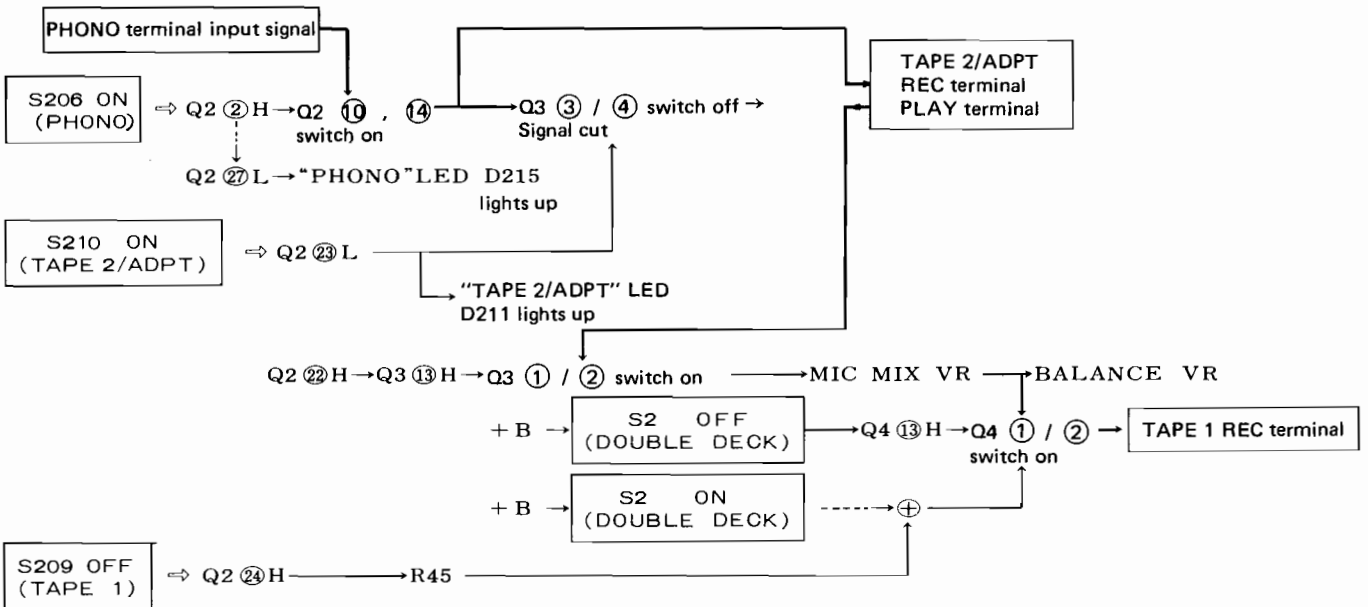 PHONO terminal input signal
TAPE 2/ADPT
REC terminal
PLAY terminal
S206 ON
(PHONO)
⇨ Q2 ② H → Q2 ⑩ , ⑭ → Q3 ③ / ④ switch off →
switch on
Signal cut
Q2 ㉗ L → "PHONO" LED D215
lights up
S210 ON
(TAPE 2/ADPT)
⇨ Q2 ㉓ L
"TAPE 2/ADPT" LED
D211 lights up
Q2 ㉒ H → Q3 ⑬ H → Q3 ① / ② switch on → MIC MIX VR → BALANCE VR
+ B → S2 OFF
(DOUBLE DECK)
→ Q4 ⑬ H → Q4 ① / ② → TAPE 1 REC terminal
switch on
+ B → S2 ON
(DOUBLE DECK)
⊕
S209 OFF
(TAPE 1)
⇨ Q2 ㉔ H → R45